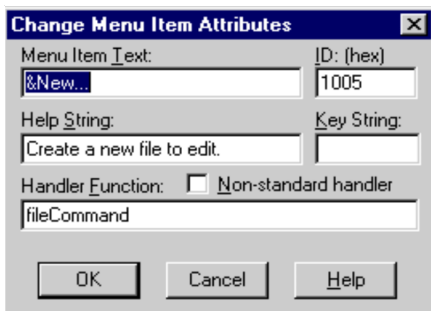 Change Menu Item Attributes
Menu Item Text: ID: (hex)
&New... 1005
Help String: Key String:
Create a new file to edit.
Handler Function: Non-standard handler
fileCommand
OK Cancel Help